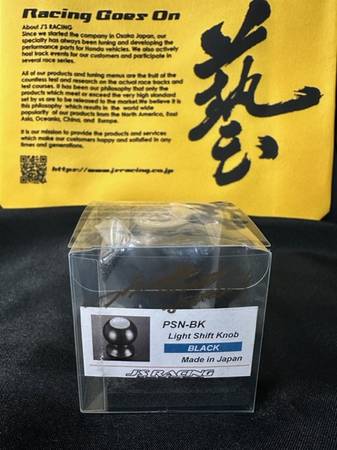 Racing Goes On
About J'S RACING
Since we started the company in Osaka Japan, our
specialty has always been tuning and developing the
performance parts for Honda vehicles. We also actively
host track events for our customers and participate in
several race series.
All of our products and tuning menus are the fruit of the
countless test and research on the actual race tracks and
test courses. It has been our philosophy that only the
products which meet or exceed the very high standard
set by us are to be released to the market.We believe it is
this philosophy which results in the world wide
popularity of our products from the North America, East
Asia, Oceania, China, and Europe.
It is our mission to provide the products and services
which make our customers happy and satisfied in any
times and generations.
https://www.jsracing.co.jp
藝
PSN-BK
Light Shift Knob
BLACK
Made in Japan
J'S RACING